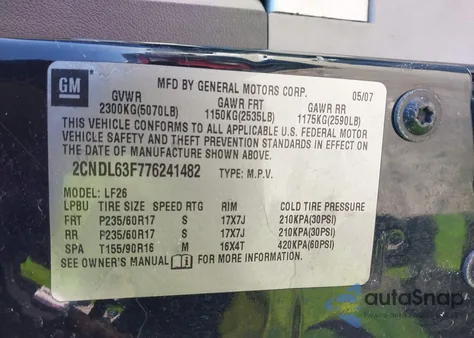 GM
MFD BY GENERAL MOTORS CORP. 05/07
GVWR GAWR FRT GAWR RR
2300KG(5070LB) 1150KG(2535LB) 1175KG(2590LB)
THIS VEHICLE CONFORMS TO ALL APPLICABLE U.S. FEDERAL MOTOR
VEHICLE SAFETY AND THEFT PREVENTION STANDARDS IN EFFECT ON
THE DATE OF MANUFACTURE SHOWN ABOVE.
2CNDL63F776241482 TYPE: M.P.V.
MODEL: LF26
LPBU TIRE SIZE SPEED RTG RIM COLD TIRE PRESSURE
FRT P235/60R17 S 17X7J 210KPA(30PSI)
RR P235/60R17 S 17X7J 210KPA(30PSI)
SPA T155/90R16 M 16X4T 420KPA(60PSI)
SEE OWNER'S MANUAL FOR MORE INFORMATION.
autoSnap